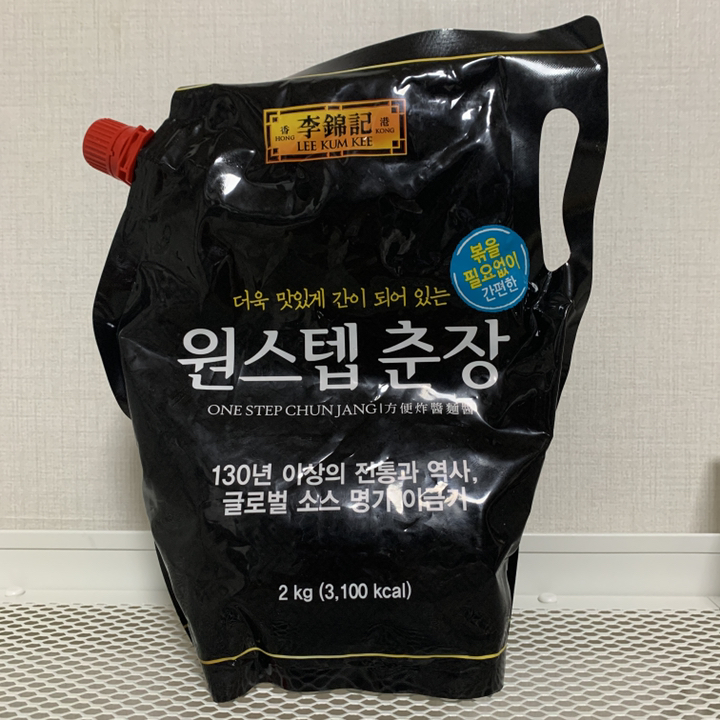 香 李錦記 港
HONG LEE KUM KEE KONG
볶을
필요없이
간편한
더욱 맛있게 간이 되어 있는
원스텝 춘장
ONE STEP CHUN JANG|方便炸醬麵醬
130년 이상의 전통과 역사,
글로벌 소스 명가 이금기
2 kg (3,100 kcal)